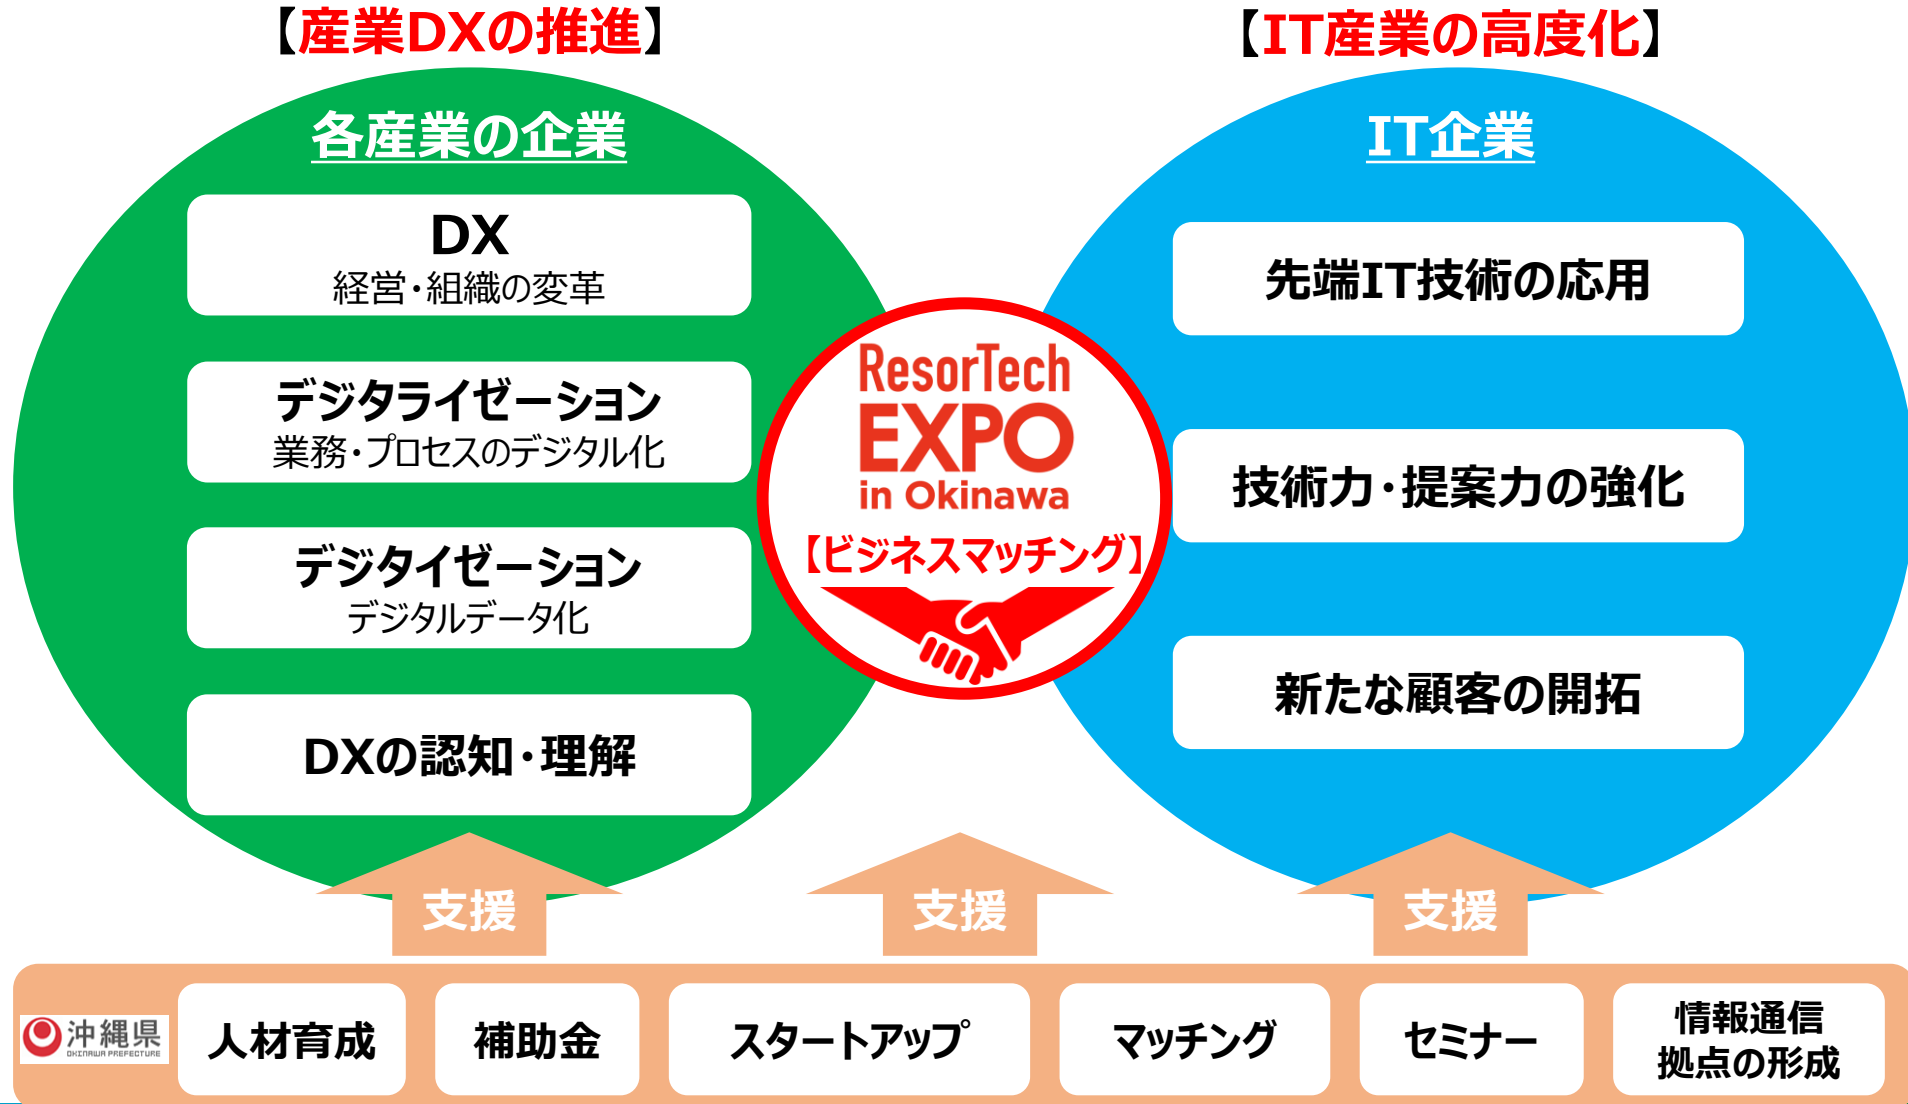 【産業DXの推進】
【IT産業の高度化】
各産業の企業
DX
経営・組織の変革
デジタライゼーション
業務・プロセスのデジタル化
デジタイゼーション
デジタルデータ化
DXの認知・理解
ResorTech
EXPO
in Okinawa
【ビジネスマッチング】
IT企業
先端IT技術の応用
技術力・提案力の強化
新たな顧客の開拓
支援
支援
支援
沖縄県
OKINAWA PREFECTURE
人材育成
補助金
スタートアップ
マッチング
セミナー
情報通信
拠点の形成